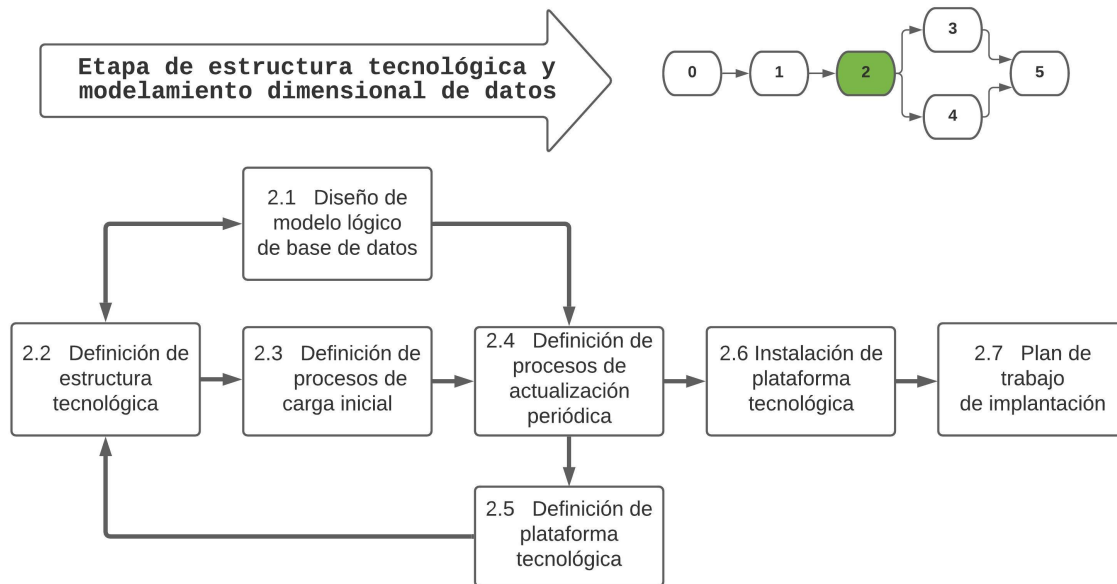 Etapa de estructura tecnológica y
modelamiento dimensional de datos
0
1
2
3
4
5
2.1 Diseño de
modelo lógico
de base de datos
2.2 Definición de
estructura
tecnológica
2.3 Definición de
procesos de
carga inicial
2.4 Definición de
procesos de
actualización
periódica
2.5 Definición de
plataforma
tecnológica
2.6 Instalación de
plataforma
tecnológica
2.7 Plan de
trabajo
de implantación